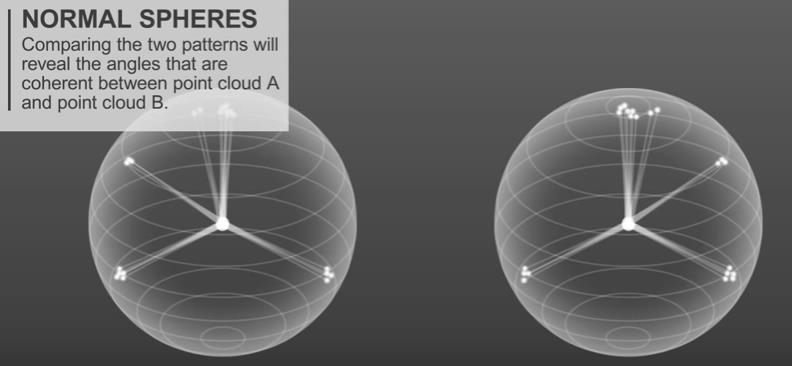 NORMAL SPHERES
Comparing the two patterns will
reveal the angles that are
coherent between point cloud A
and point cloud B.